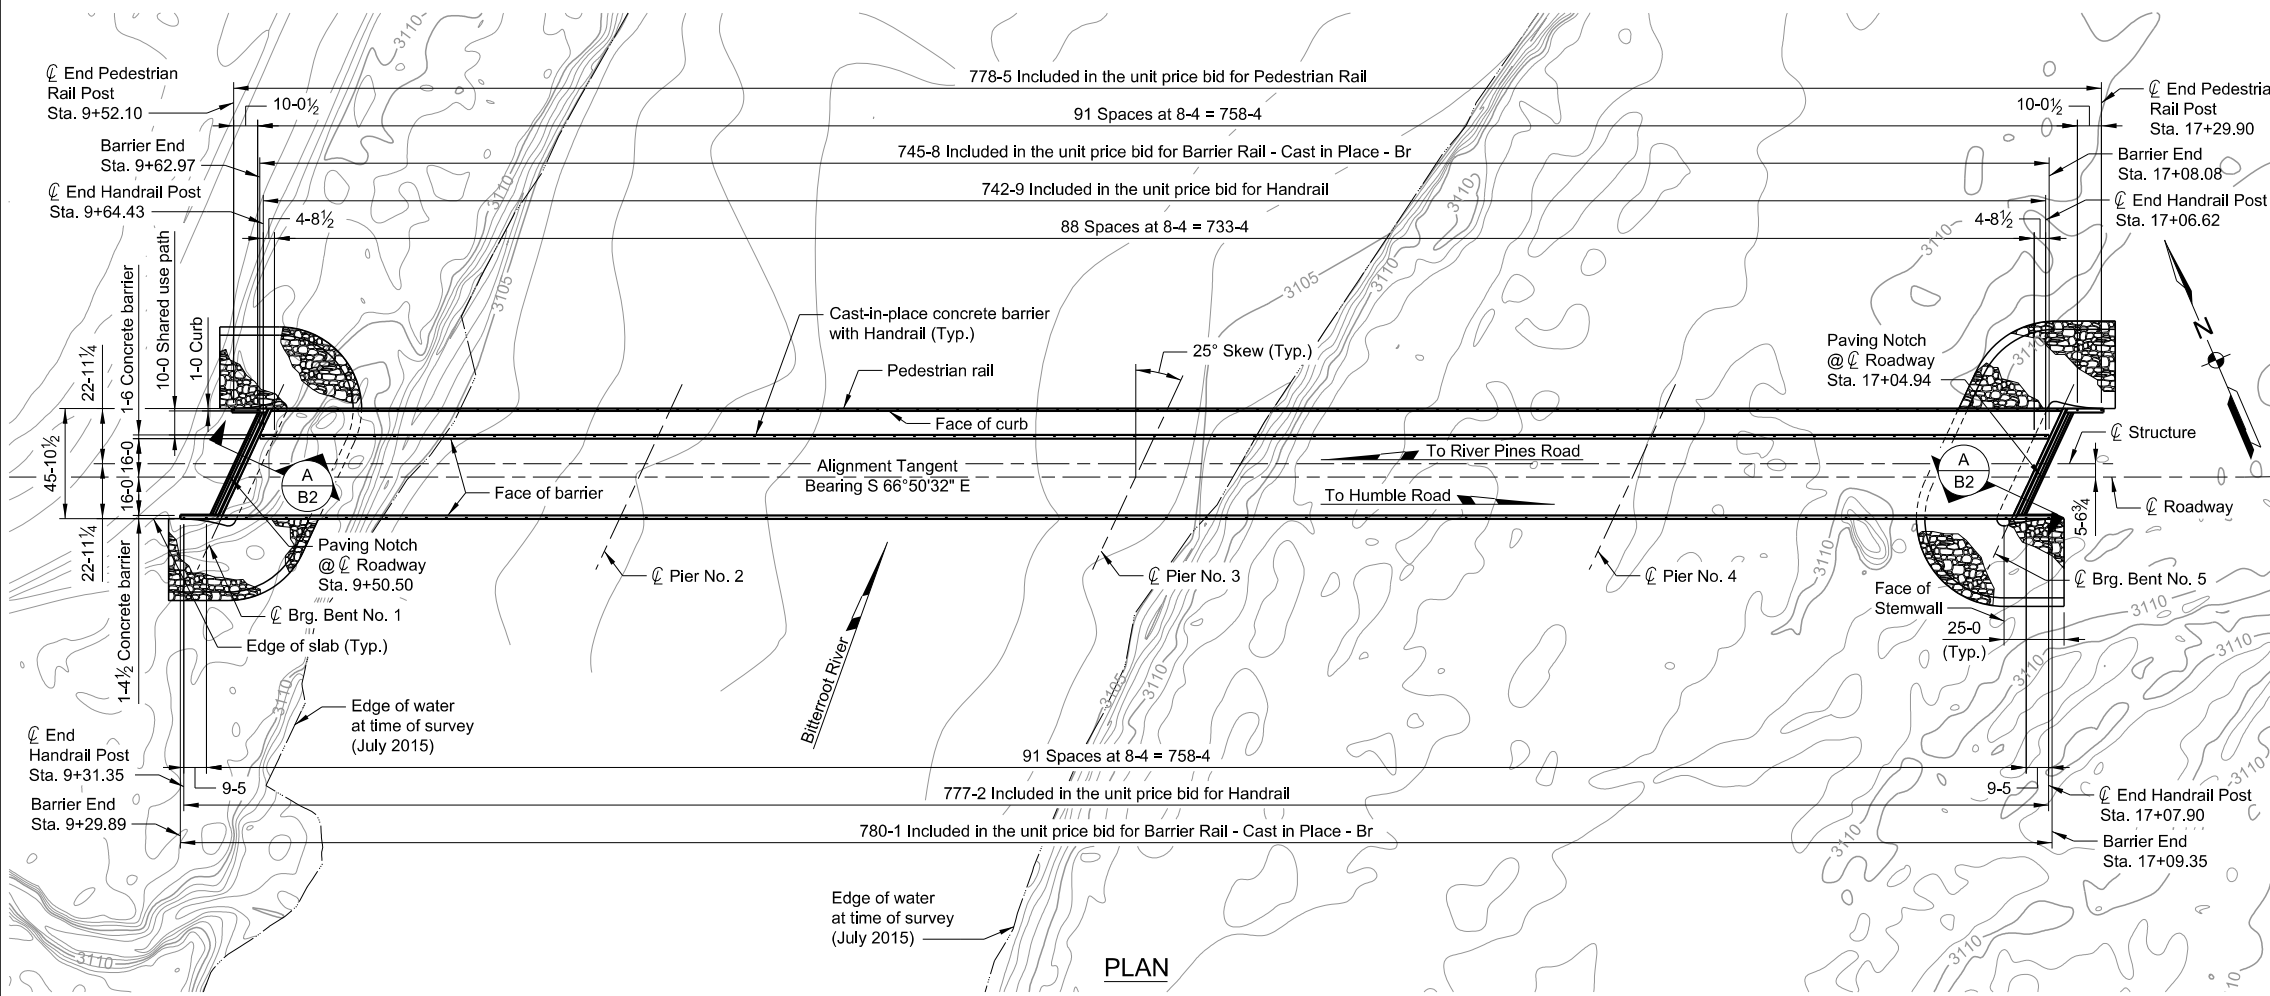 ℄ End Pedestrian
Rail Post
Sta. 9+52.10
10-0½
Barrier End
Sta. 9+62.97
℄ End Handrail Post
Sta. 9+64.43
4-8½
778-5 Included in the unit price bid for Pedestrian Rail
91 Spaces at 8-4 = 758-4
745-8 Included in the unit price bid for Barrier Rail - Cast in Place - Br
742-9 Included in the unit price bid for Handrail
88 Spaces at 8-4 = 733-4
10-0½
℄ End Pedestria
Rail Post
Sta. 17+29.90
Barrier End
Sta. 17+08.08
℄ End Handrail Post
Sta. 17+06.62
4-8½
3110
3110
3105
3110
3110
3105
3110
3110
3110
N
22-11¼
1-6 Concrete barrier
10-0 Shared use path
1-0 Curb
45-10½
16-0
16-0
22-11¼
1-4½ Concrete barrier
Cast-in-place concrete barrier
with Handrail (Typ.)
Pedestrian rail
25° Skew (Typ.)
Face of curb
Paving Notch
@ ℄ Roadway
Sta. 17+04.94
℄ Structure
To River Pines Road
Alignment Tangent
Bearing S 66°50'32" E
To Humble Road
Face of barrier
A
B2
A
B2
5-6¾
℄ Roadway
Paving Notch
@ ℄ Roadway
Sta. 9+50.50
℄ Brg. Bent No. 1
Edge of slab (Typ.)
℄ Pier No. 2
℄ Pier No. 3
℄ Pier No. 4
℄ Brg. Bent No. 5
Face of
Stemwall
25-0
(Typ.)
Bitterroot River
Edge of water
at time of survey
(July 2015)
3110
3105
3110
3110
3110
3110
3110
3110
3110
℄ End
Handrail Post
Sta. 9+31.35
9-5
Barrier End
Sta. 9+29.89
91 Spaces at 8-4 = 758-4
777-2 Included in the unit price bid for Handrail
780-1 Included in the unit price bid for Barrier Rail - Cast in Place - Br
9-5
℄ End Handrail Post
Sta. 17+07.90
Barrier End
Sta. 17+09.35
Edge of water
at time of survey
(July 2015)
3110
3110
PLAN